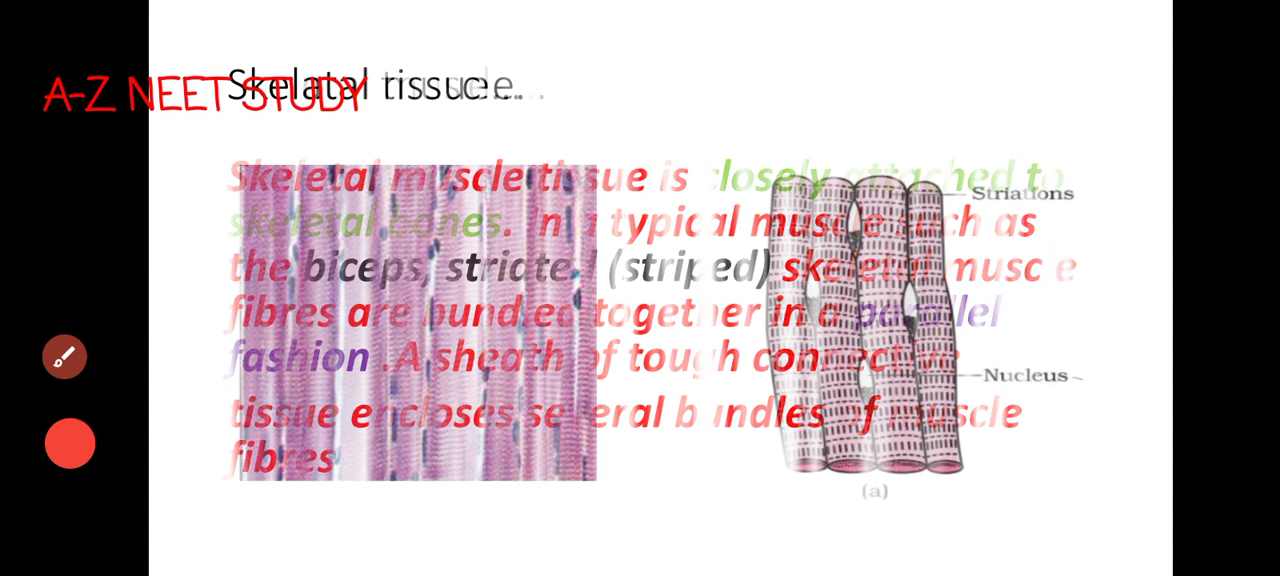 A-Z NEET STUDY
Skelatal tissue...
Skeletal muscle tissue is closely attached to
skeletal bones. In a typical muscle such as
the biceps, striated (striped) skeletal muscle
fibres are bundled together in a parallel
fashion .A sheath of tough connective
tissue encloses several bundles of muscle
fibres
Striations
Nucleus
(a)